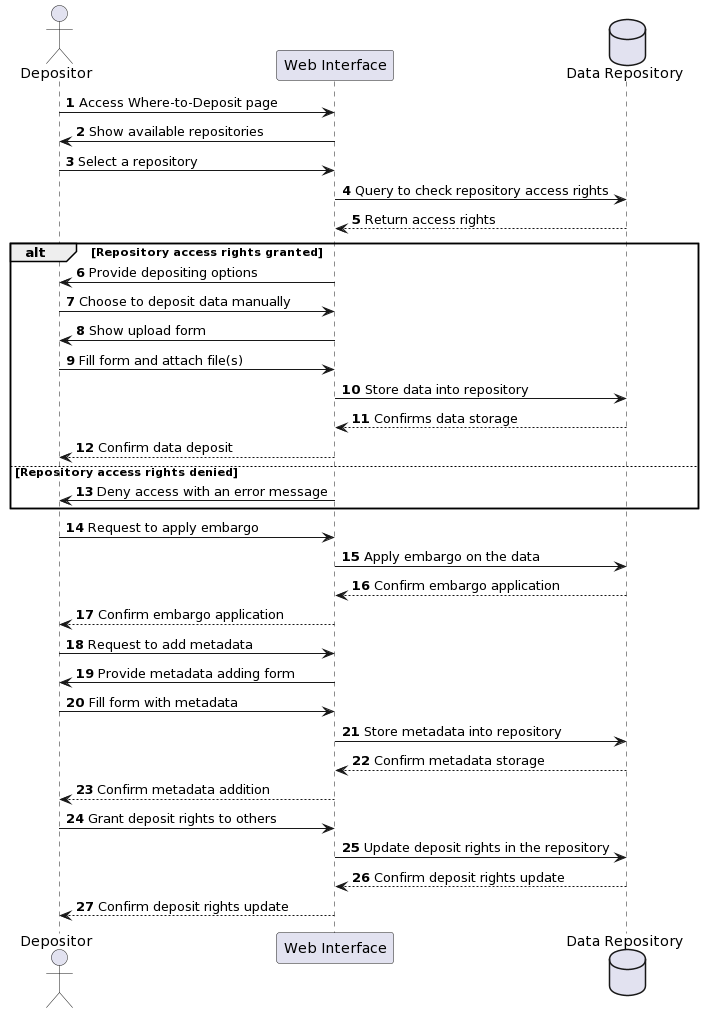 Depositor
Web Interface
Data Repository
1 Access Where-to-Deposit page
2 Show available repositories
3 Select a repository
4 Query to check repository access rights
5 Return access rights
alt [Repository access rights granted]
6 Provide depositing options
7 Choose to deposit data manually
8 Show upload form
9 Fill form and attach file(s)
10 Store data into repository
11 Confirms data storage
12 Confirm data deposit
[Repository access rights denied]
13 Deny access with an error message
14 Request to apply embargo
15 Apply embargo on the data
16 Confirm embargo application
17 Confirm embargo application
18 Request to add metadata
19 Provide metadata adding form
20 Fill form with metadata
21 Store metadata into repository
22 Confirm metadata storage
23 Confirm metadata addition
24 Grant deposit rights to others
25 Update deposit rights in the repository
26 Confirm deposit rights update
27 Confirm deposit rights update
Depositor
Web Interface
Data Repository